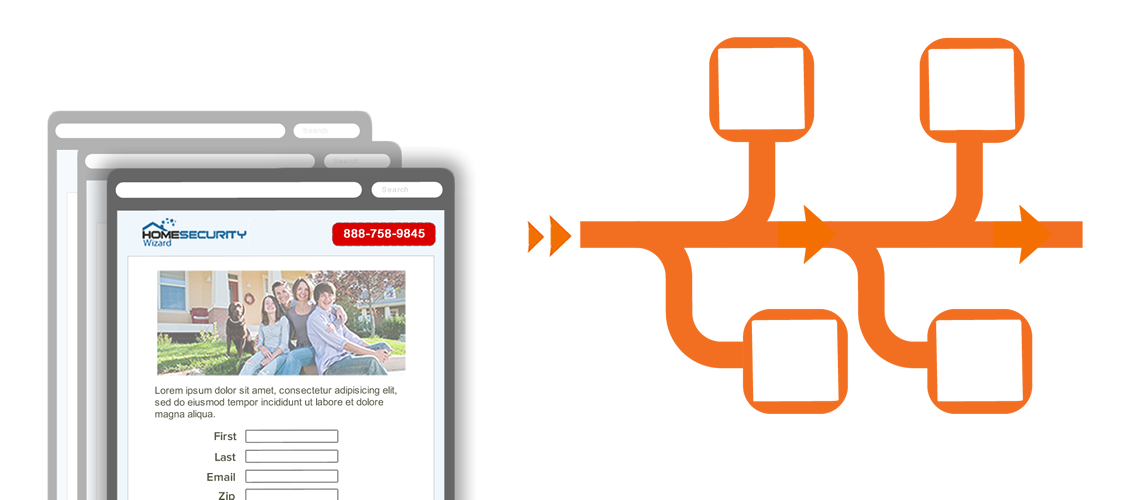 Search
Search
Search
HOMESECURITY
Wizard
888-758-9845
Lorem ipsum dolor sit amet, consectetur adipisicing elit,
sed do eiusmod tempor incididunt ut labore et dolore
magna aliqua.
First
Last
Email
Zip